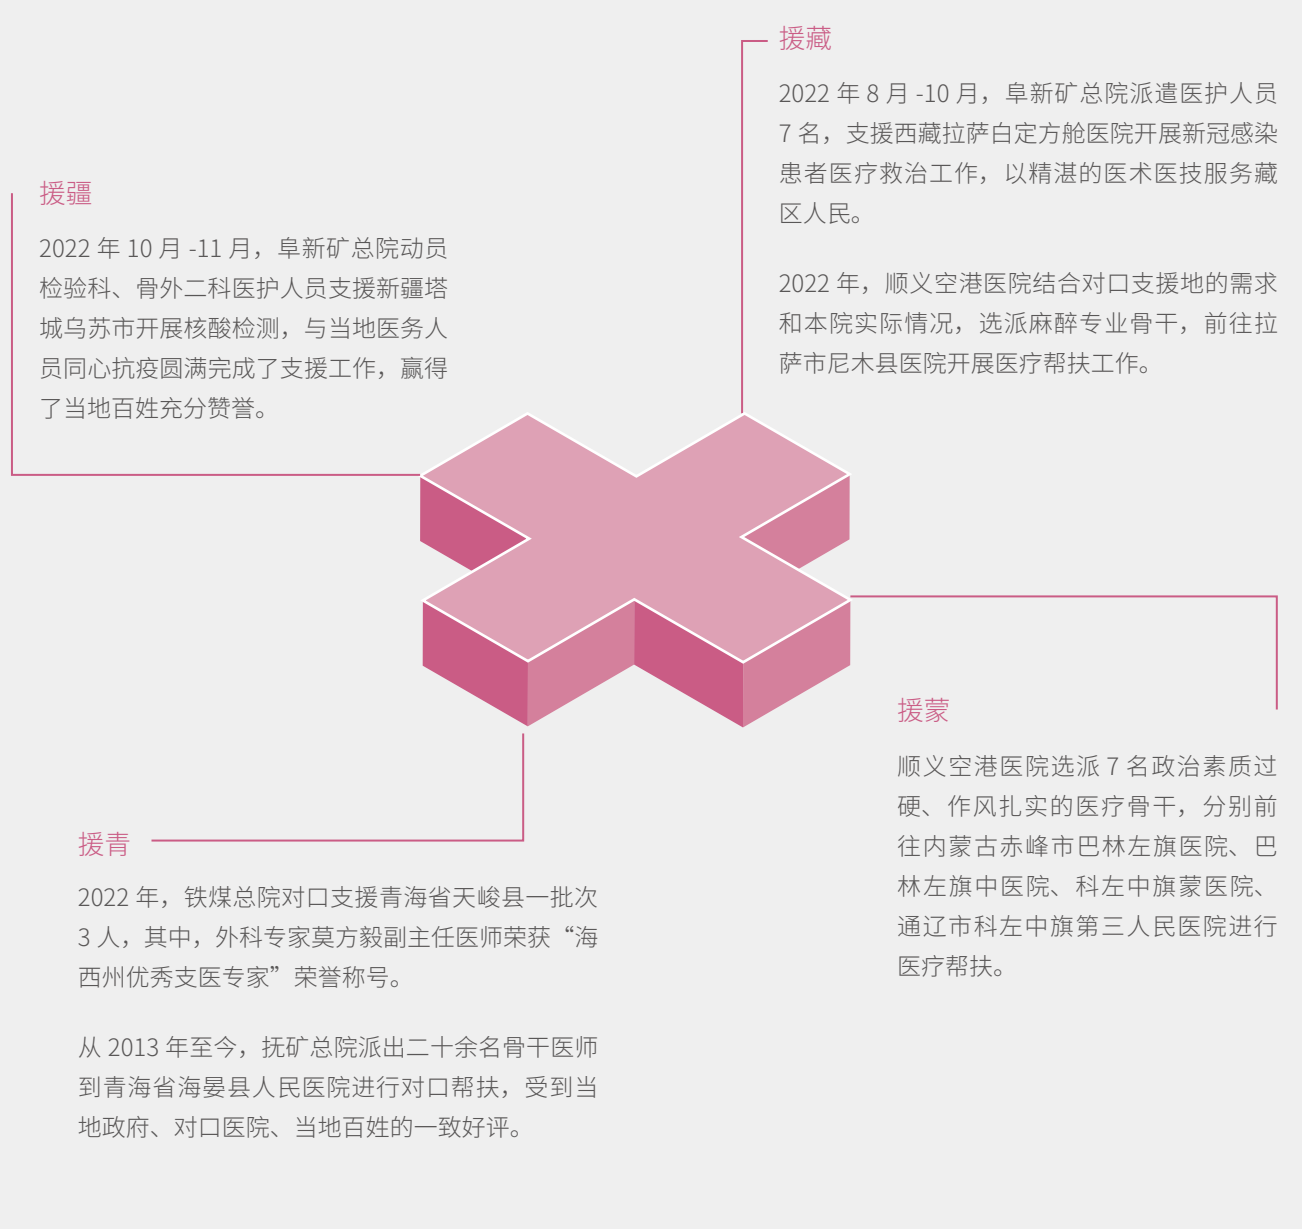 援藏
2022 年 8 月 -10 月，阜新矿总院派遣医护人员
7 名，支援西藏拉萨白定方舱医院开展新冠感染
患者医疗救治工作，以精湛的医术医技服务藏
区人民。
2022 年，顺义空港医院结合对口支援地的需求
和本院实际情况，选派麻醉专业骨干，前往拉
萨市尼木县医院开展医疗帮扶工作。
援疆
2022 年 10 月 -11 月，阜新矿总院动员
检验科、骨外二科医护人员支援新疆塔
城乌苏市开展核酸检测，与当地医务人
员同心抗疫圆满完成了支援工作，赢得
了当地百姓充分赞誉。
援蒙
顺义空港医院选派 7 名政治素质过
硬、作风扎实的医疗骨干，分别前
往内蒙古赤峰市巴林左旗医院、巴
林左旗中医院、科左中旗蒙医院、
通辽市科左中旗第三人民医院进行
医疗帮扶。
援青
2022 年，铁煤总院对口支援青海省天峻县一批次
3 人，其中，外科专家莫方毅副主任医师荣获“海
西州优秀支医专家”荣誉称号。
从 2013 年至今，抚矿总院派出二十余名骨干医师
到青海省海晏县人民医院进行对口帮扶，受到当
地政府、对口医院、当地百姓的一致好评。